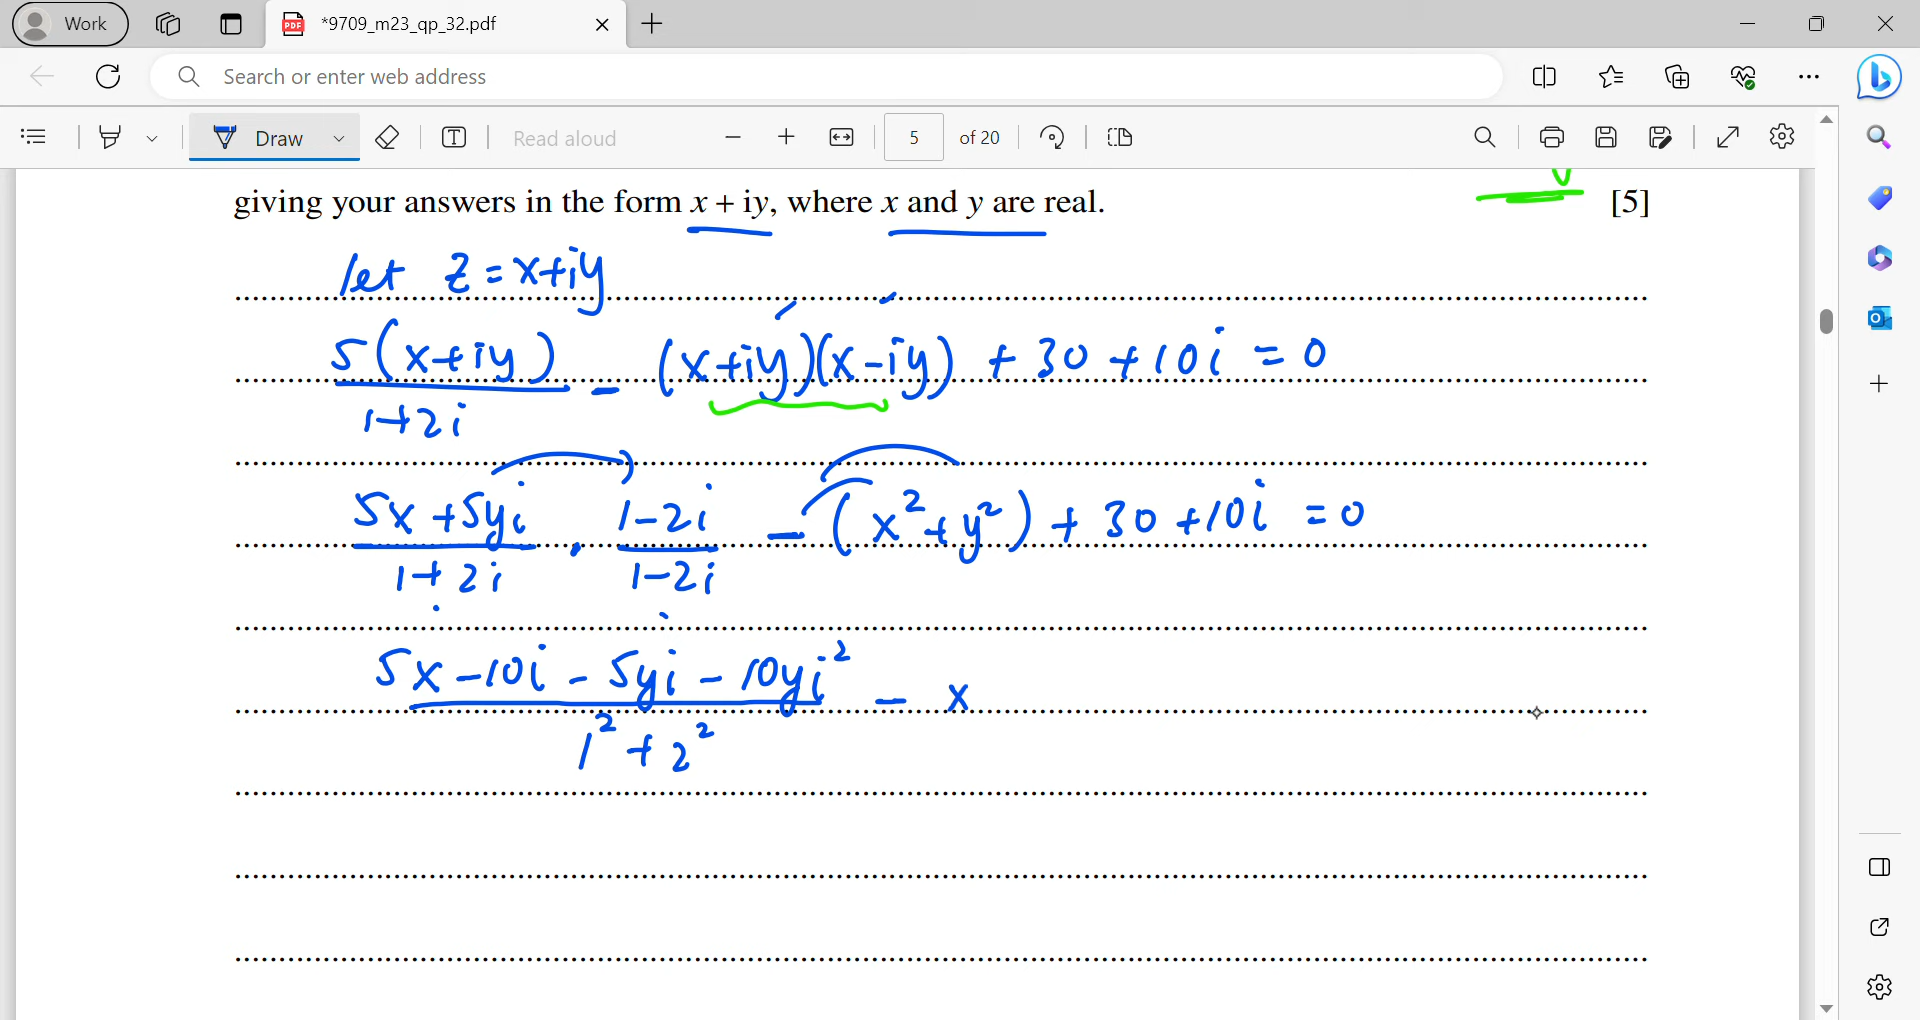 Work
*9709_m23_qp_32.pdf
Search or enter web address
Draw
Read aloud
5 of 20
giving your answers in the form x + iy, where x and y are real. [5]
let z = x+iy
5(x+iy)/(1+2i) - (x+iy)(x-iy) + 30 + 10i = 0
(5x+5yi)/(1+2i) . (1-2i)/(1-2i) - (x²+y²) + 30 + 10i = 0
(5x - 10i - 5yi - 10yi²)/(1² + 2²) - x